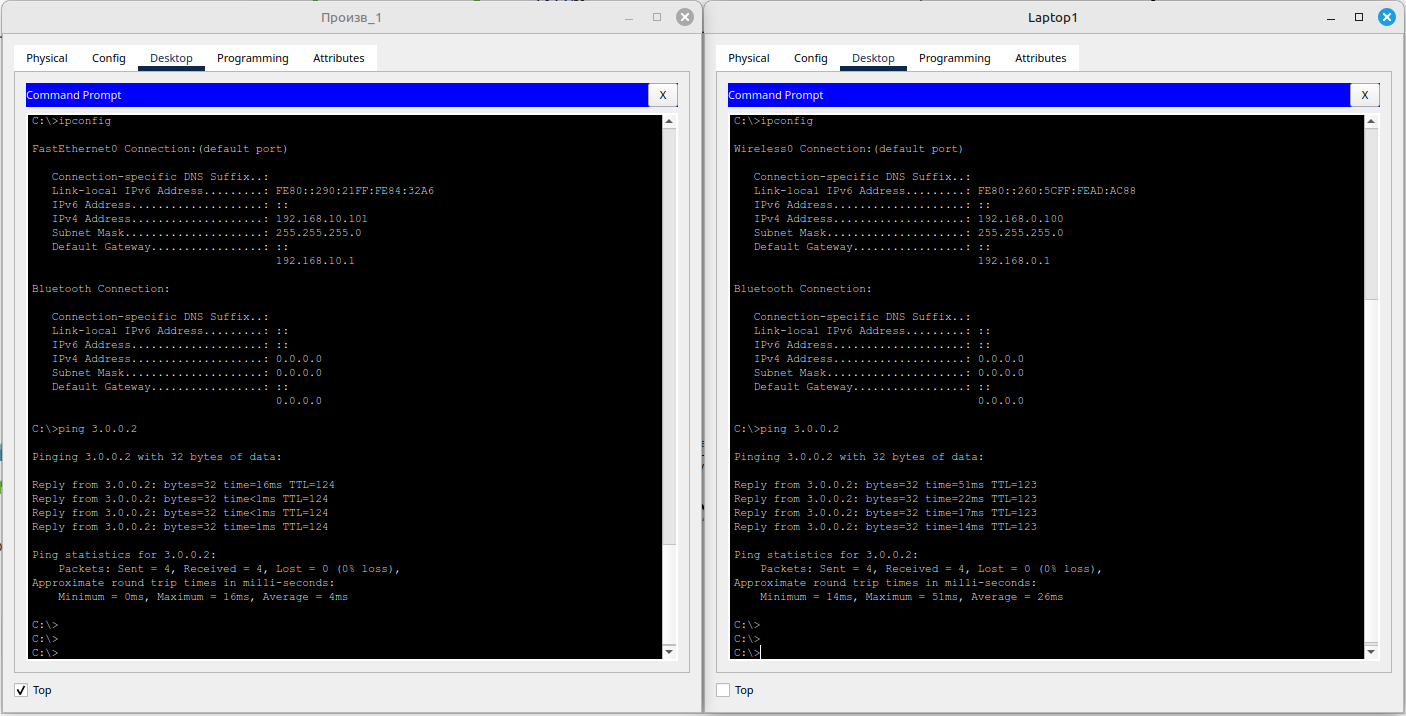 Произв_1
Physical Config Desktop Programming Attributes
Command Prompt X
C:\>ipconfig
FastEthernet0 Connection:(default port)
Connection-specific DNS Suffix..:
Link-local IPv6 Address.........: FE80::290:21FF:FE84:32A6
IPv6 Address....................: ::
IPv4 Address....................: 192.168.10.101
Subnet Mask.....................: 255.255.255.0
Default Gateway.................: ::
192.168.10.1
Bluetooth Connection:
Connection-specific DNS Suffix..:
Link-local IPv6 Address.........: ::
IPv6 Address....................: ::
IPv4 Address....................: 0.0.0.0
Subnet Mask.....................: 0.0.0.0
Default Gateway.................: ::
0.0.0.0
C:\>ping 3.0.0.2
Pinging 3.0.0.2 with 32 bytes of data:
Reply from 3.0.0.2: bytes=32 time=16ms TTL=124
Reply from 3.0.0.2: bytes=32 time<1ms TTL=124
Reply from 3.0.0.2: bytes=32 time<1ms TTL=124
Reply from 3.0.0.2: bytes=32 time=1ms TTL=124
Ping statistics for 3.0.0.2:
Packets: Sent = 4, Received = 4, Lost = 0 (0% loss),
Approximate round trip times in milli-seconds:
Minimum = 0ms, Maximum = 16ms, Average = 4ms
C:\>
C:\>
C:\>
Top
Laptop1
Physical Config Desktop Programming Attributes
Command Prompt X
C:\>ipconfig
Wireless0 Connection:(default port)
Connection-specific DNS Suffix..:
Link-local IPv6 Address.........: FE80::260:5CFF:FEAD:AC88
IPv6 Address....................: ::
IPv4 Address....................: 192.168.0.100
Subnet Mask.....................: 255.255.255.0
Default Gateway.................: ::
192.168.0.1
Bluetooth Connection:
Connection-specific DNS Suffix..:
Link-local IPv6 Address.........: ::
IPv6 Address....................: ::
IPv4 Address....................: 0.0.0.0
Subnet Mask.....................: 0.0.0.0
Default Gateway.................: ::
0.0.0.0
C:\>ping 3.0.0.2
Pinging 3.0.0.2 with 32 bytes of data:
Reply from 3.0.0.2: bytes=32 time=51ms TTL=123
Reply from 3.0.0.2: bytes=32 time=22ms TTL=123
Reply from 3.0.0.2: bytes=32 time=17ms TTL=123
Reply from 3.0.0.2: bytes=32 time=14ms TTL=123
Ping statistics for 3.0.0.2:
Packets: Sent = 4, Received = 4, Lost = 0 (0% loss),
Approximate round trip times in milli-seconds:
Minimum = 14ms, Maximum = 51ms, Average = 26ms
C:\>
C:\>
C:\>
Top